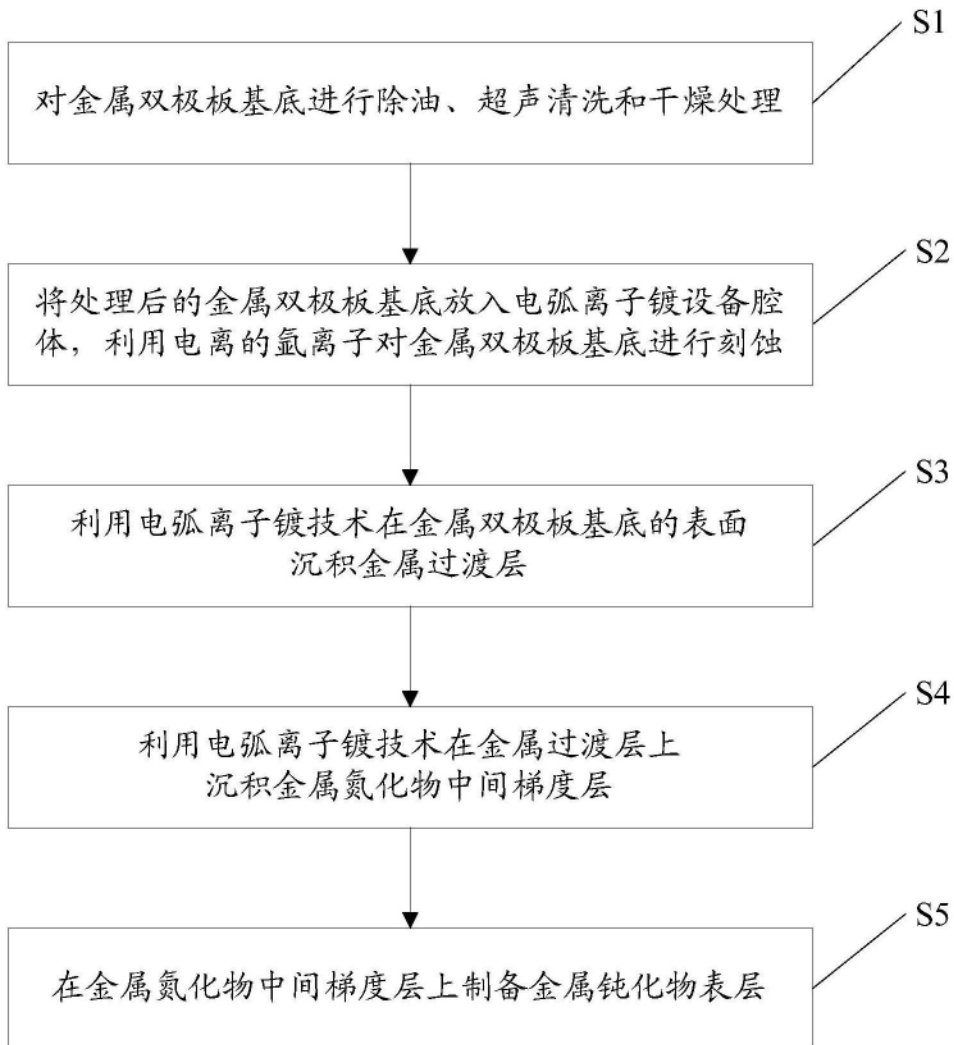 S1
对金属双极板基底进行除油、超声清洗和干燥处理
S2
将处理后的金属双极板基底放入电弧离子镀设备腔
体，利用电离的氩离子对金属双极板基底进行刻蚀
S3
利用电弧离子镀技术在金属双极板基底的表面
沉积金属过渡层
S4
利用电弧离子镀技术在金属过渡层上
沉积金属氮化物中间梯度层
S5
在金属氮化物中间梯度层上制备金属钝化物表层